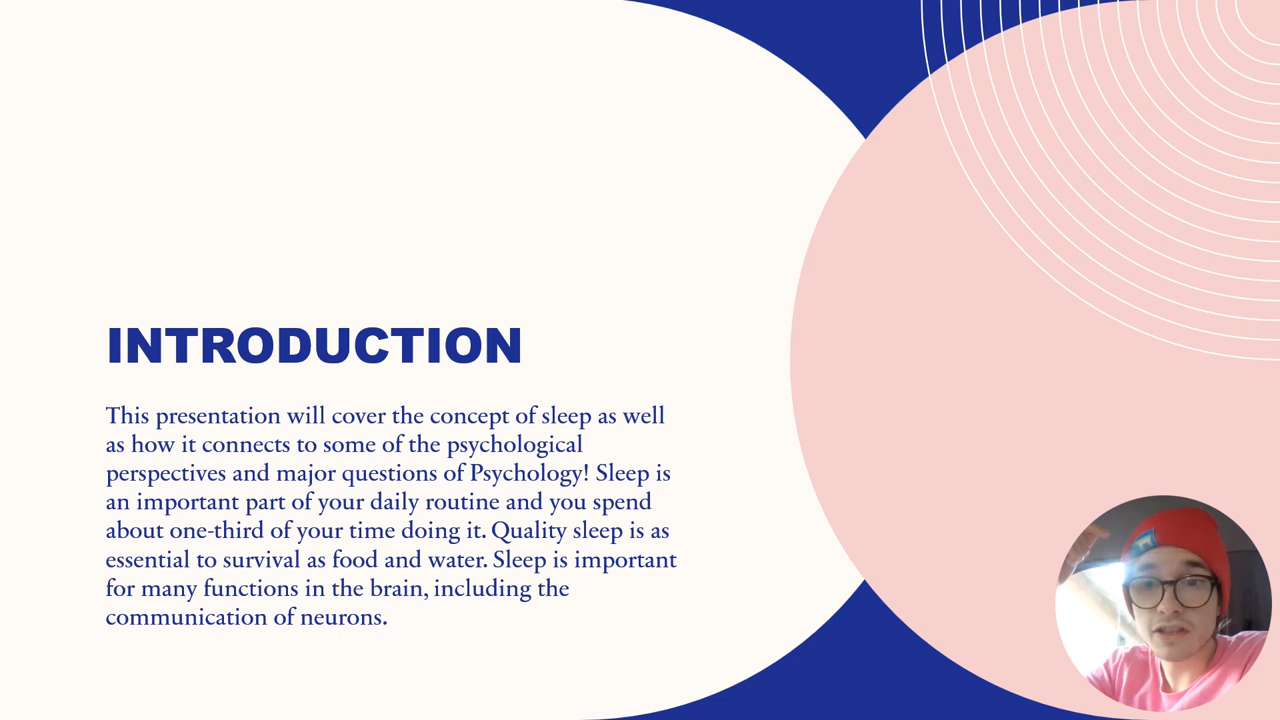 INTRODUCTION
This presentation will cover the concept of sleep as well
as how it connects to some of the psychological
perspectives and major questions of Psychology! Sleep is
an important part of your daily routine and you spend
about one-third of your time doing it. Quality sleep is as
essential to survival as food and water. Sleep is important
for many functions in the brain, including the
communication of neurons.